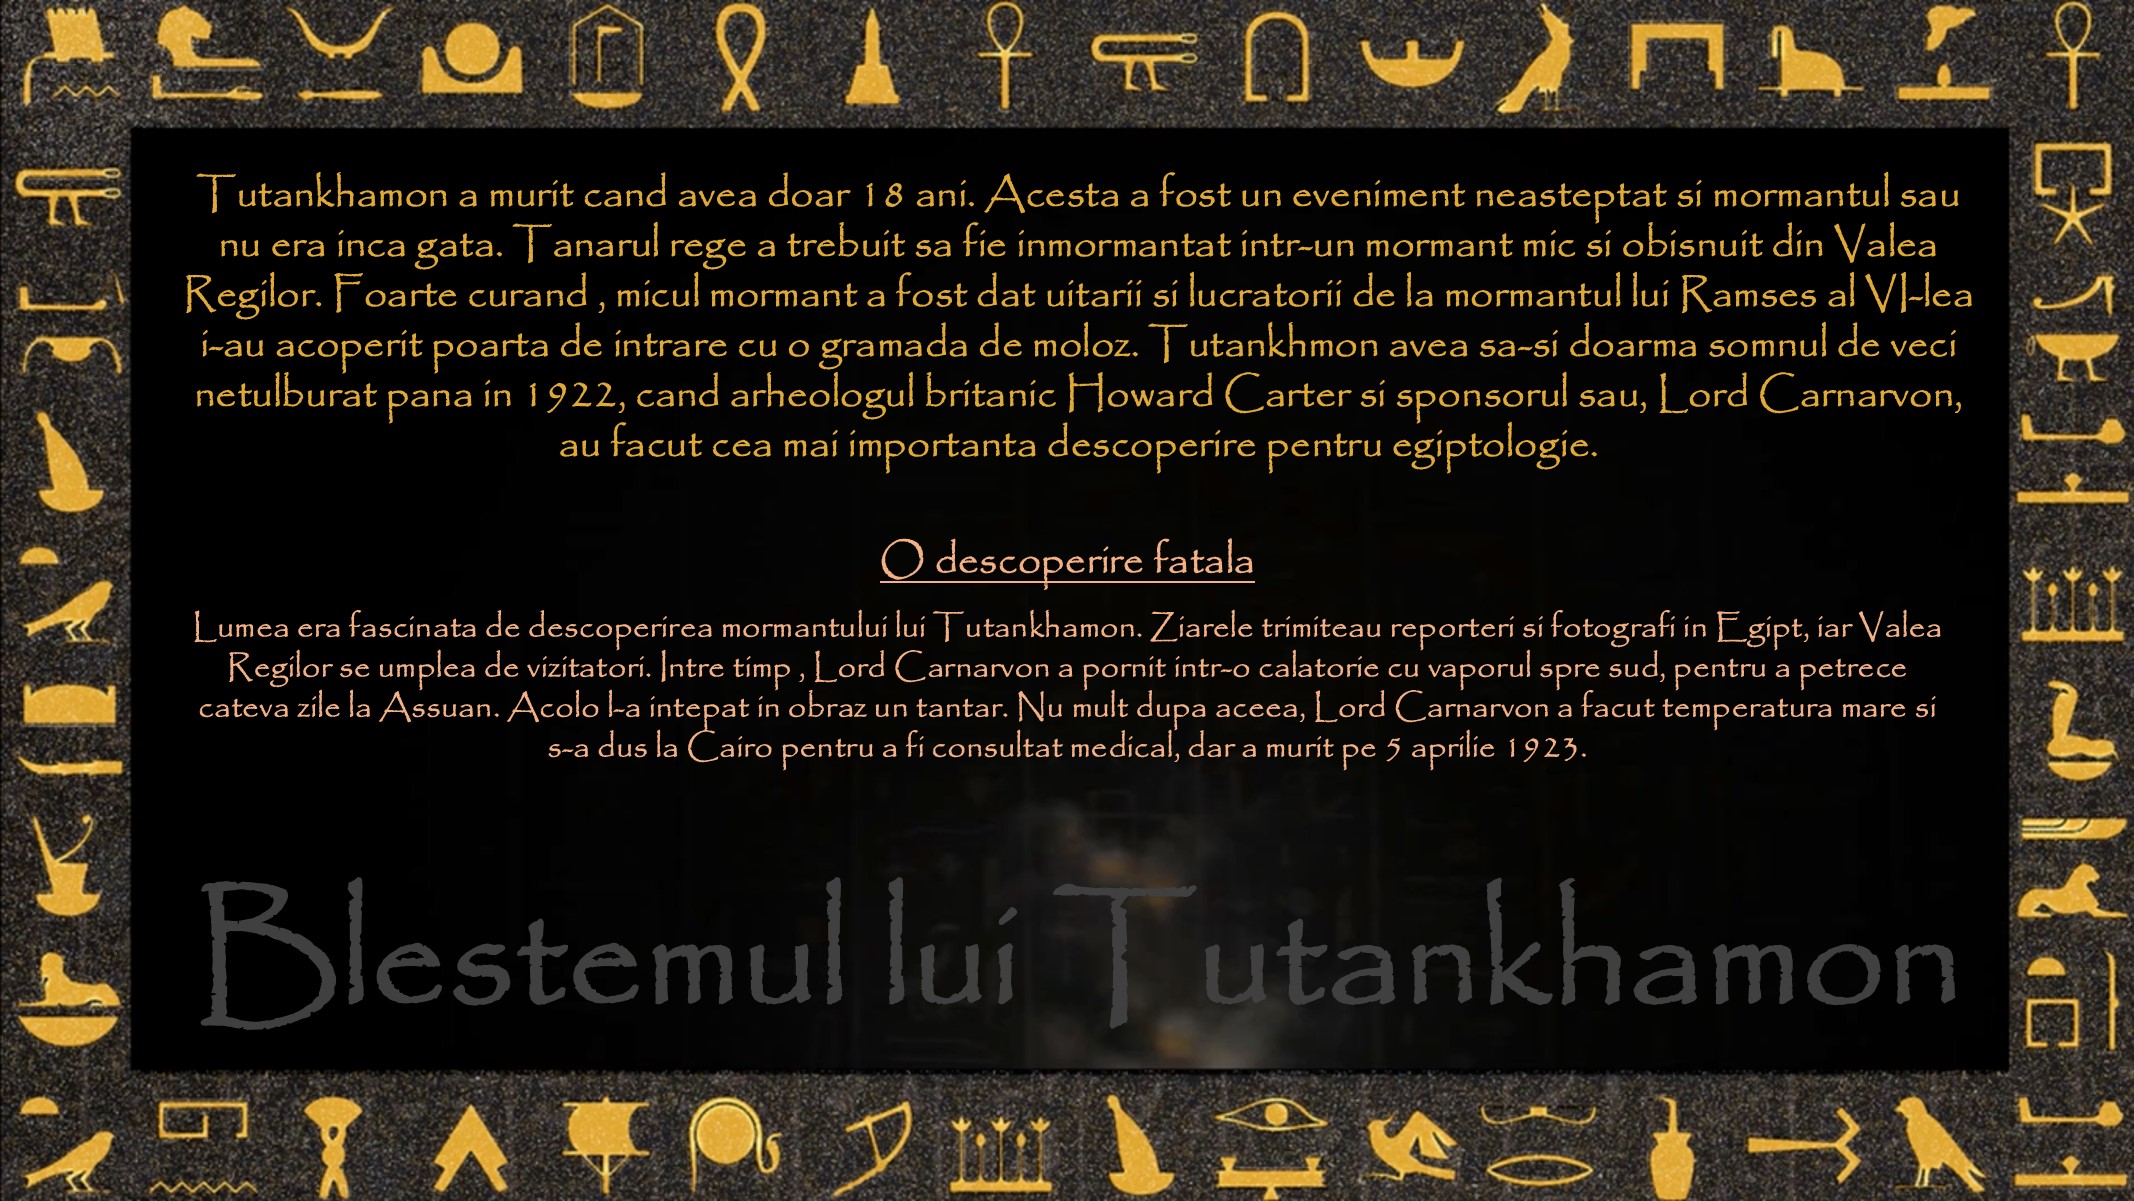 Tutankhamon a murit cand avea doar 18 ani. Acesta a fost un eveniment neasteptat si mormantul sau
nu era inca gata. Tanarul rege a trebuit sa fie inmormantat intr-un mormant mic si obisnuit din Valea
Regilor. Foarte curand , micul mormant a fost dat uitarii si lucratorii de la mormantul lui Ramses al VI-lea
i-au acoperit poarta de intrare cu o gramada de moloz. Tutankhmon avea sa-si doarma somnul de veci
netulburat pana in 1922, cand arheologul britanic Howard Carter si sponsorul sau, Lord Carnarvon,
au facut cea mai importanta descoperire pentru egiptologie.
O descoperire fatala
Lumea era fascinata de descoperirea mormantului lui Tutankhamon. Ziarele trimiteau reporteri si fotografi in Egipt, iar Valea
Regilor se umplea de vizitatori. Intre timp , Lord Carnarvon a pornit intr-o calatorie cu vaporul spre sud, pentru a petrece
cateva zile la Assuan. Acolo l-a intepat in obraz un tantar. Nu mult dupa aceea, Lord Carnarvon a facut temperatura mare si
s-a dus la Cairo pentru a fi consultat medical, dar a murit pe 5 aprilie 1923.
Blestemul lui Tutankhamon